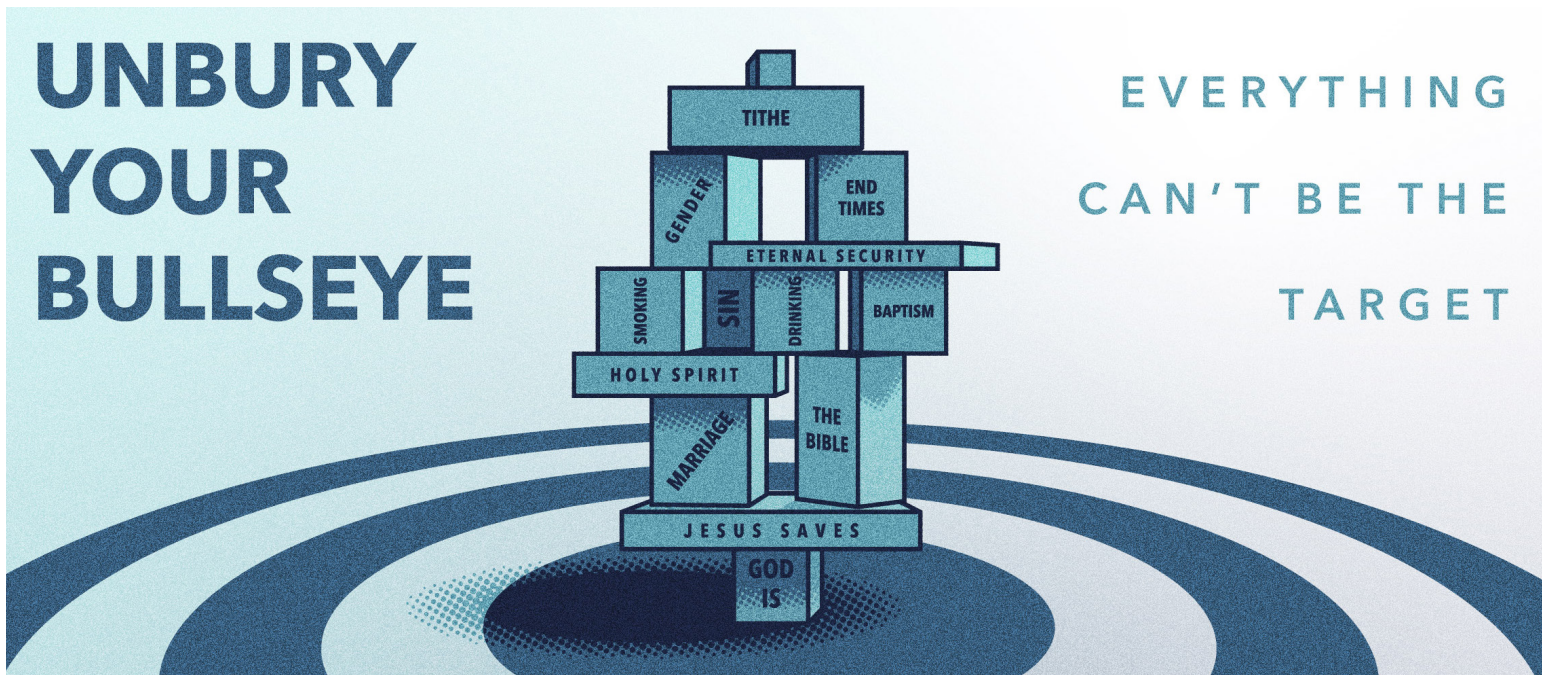 UNBURY
YOUR
BULLSEYE
EVERYTHING
CAN'T BE THE
TARGET
TITHE
GENDER
END
TIMES
ETERNAL SECURITY
SMOKING
SIN
DRINKING
BAPTISM
HOLY SPIRIT
MARRIAGE
THE
BIBLE
JESUS SAVES
GOD
IS